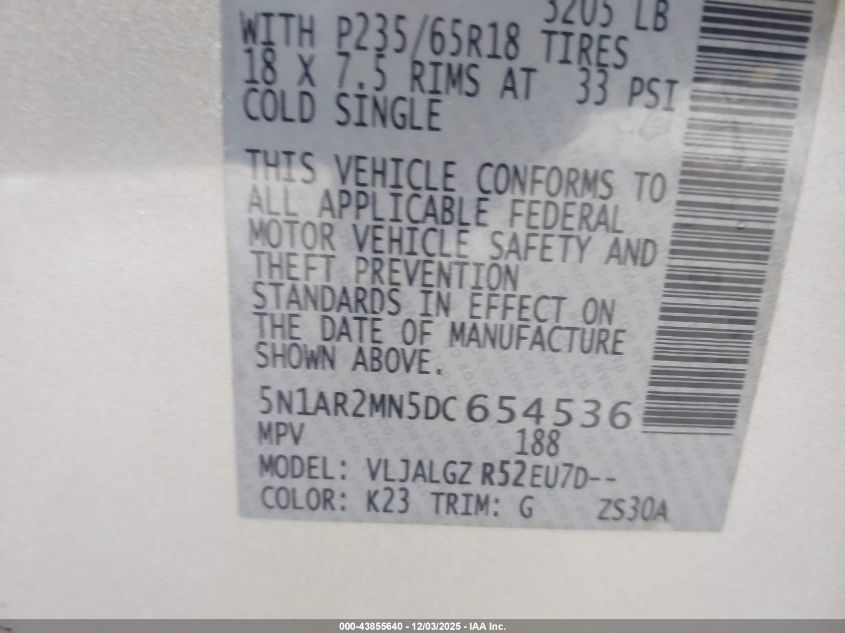 3205 LB
WITH P235/65R18 TIRES
18 X 7.5 RIMS AT 33 PSI
COLD SINGLE
THIS VEHICLE CONFORMS TO
ALL APPLICABLE FEDERAL
MOTOR VEHICLE SAFETY AND
THEFT PREVENTION
STANDARDS IN EFFECT ON
THE DATE OF MANUFACTURE
SHOWN ABOVE.
5N1AR2MN5DC654536
MPV 188
MODEL: VLJALGZ R52EU7D--
COLOR: K23 TRIM: G ZS30A
000-43855640 - 12/03/2025 - IAA Inc.